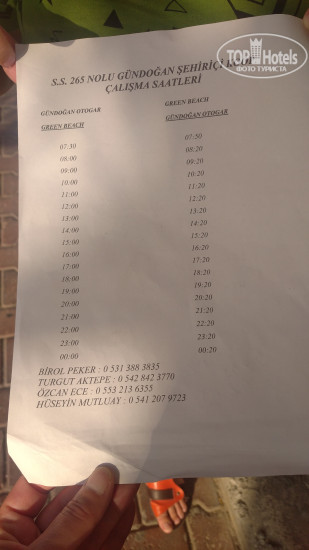 TOP Hotels
ФОТО ТУРИСТА
S.S. 265 NOLU GÜNDOĞAN ŞEHİRİÇİ
ÇALIŞMA SAATLERİ
GÜNDOĞAN OTOGAR GREEN BEACH
GREEN BEACH GÜNDOĞAN OTOGAR
07:30 07:50
08:00 08:20
09:00 09:20
10:00 10:20
11:00 11:20
12:00 12:20
13:00 13:20
14:00 14:20
15:00 15:20
16:00 16:20
17:00 17:20
18:00 18:20
19:00 19:20
20:00 20:20
21:00 21:20
22:00 22:20
23:00 23:20
00:00 00:20
BİROL PEKER : 0 531 388 3835
TURGUT AKTEPE : 0 542 842 3770
ÖZCAN ECE : 0 553 213 6355
HÜSEYİN MUTLUAY : 0 541 207 9723